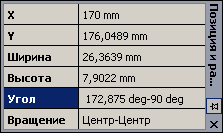 X 170 mm
Y 176,0489 mm
Ширина 26,3639 mm
Высота 7,9022 mm
Угол 172,875 deg-90 deg
Вращение Центр-Центр
Позиция и ра...